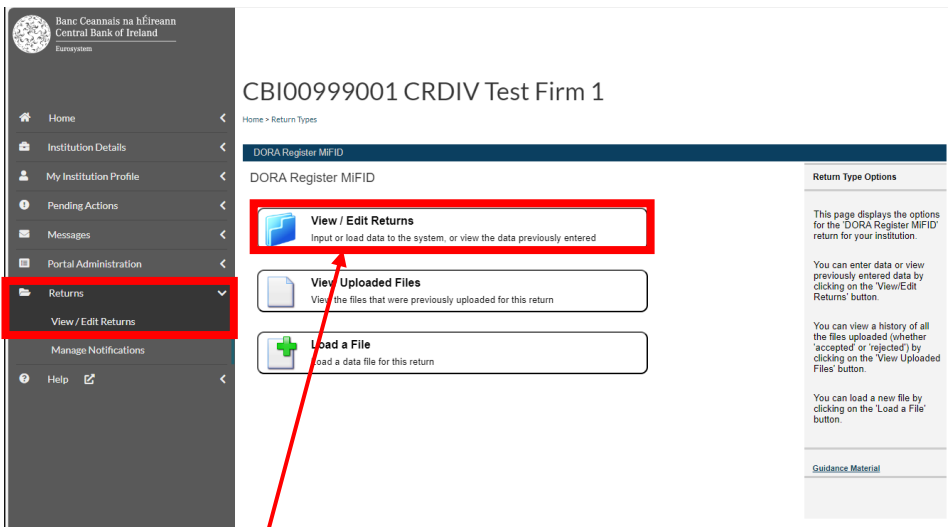 Banc Ceannais na hÉireann
Central Bank of Ireland
Eurosystem
Home
Institution Details
My Institution Profile
Pending Actions
Messages
Portal Administration
Returns
View / Edit Returns
Manage Notifications
Help
CBI00999001 CRDIV Test Firm 1
Home > Return Types
DORA Register MiFID
DORA Register MiFID
View / Edit Returns
Input or load data to the system, or view the data previously entered
View Uploaded Files
View the files that were previously uploaded for this return
Load a File
Load a data file for this return
Return Type Options
This page displays the options
for the 'DORA Register MiFID'
return for your institution.
You can enter data or view
previously entered data by
clicking on the 'View/Edit
Returns' button.
You can view a history of all
the files uploaded (whether
'accepted' or 'rejected') by
clicking on the 'View Uploaded
Files' button.
You can load a new file by
clicking on the 'Load a File'
button.
Guidance Material